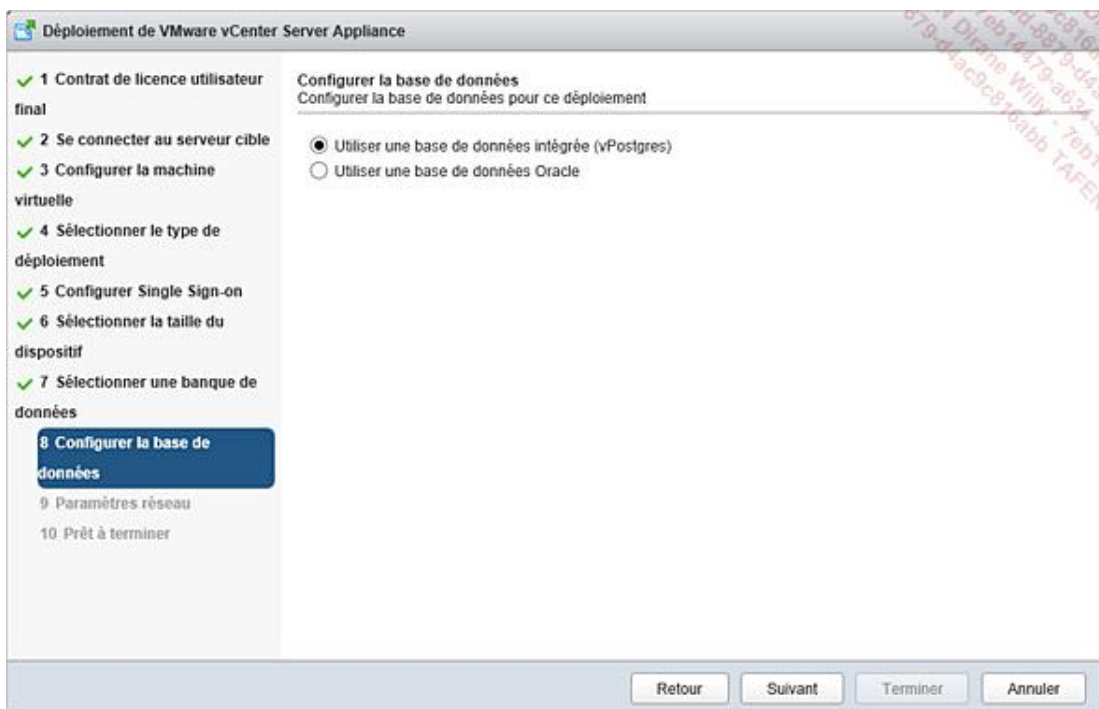 Déploiement de VMware vCenter Server Appliance
1 Contrat de licence utilisateur
final
2 Se connecter au serveur cible
3 Configurer la machine
virtuelle
4 Sélectionner le type de
déploiement
5 Configurer Single Sign-on
6 Sélectionner la taille du
dispositif
7 Sélectionner une banque de
données
8 Configurer la base de
données
9 Paramètres réseau
10 Prêt à terminer
Configurer la base de données
Configurer la base de données pour ce déploiement
Utiliser une base de données intégrée (vPostgres)
Utiliser une base de données Oracle
Retour
Suivant
Terminer
Annuler